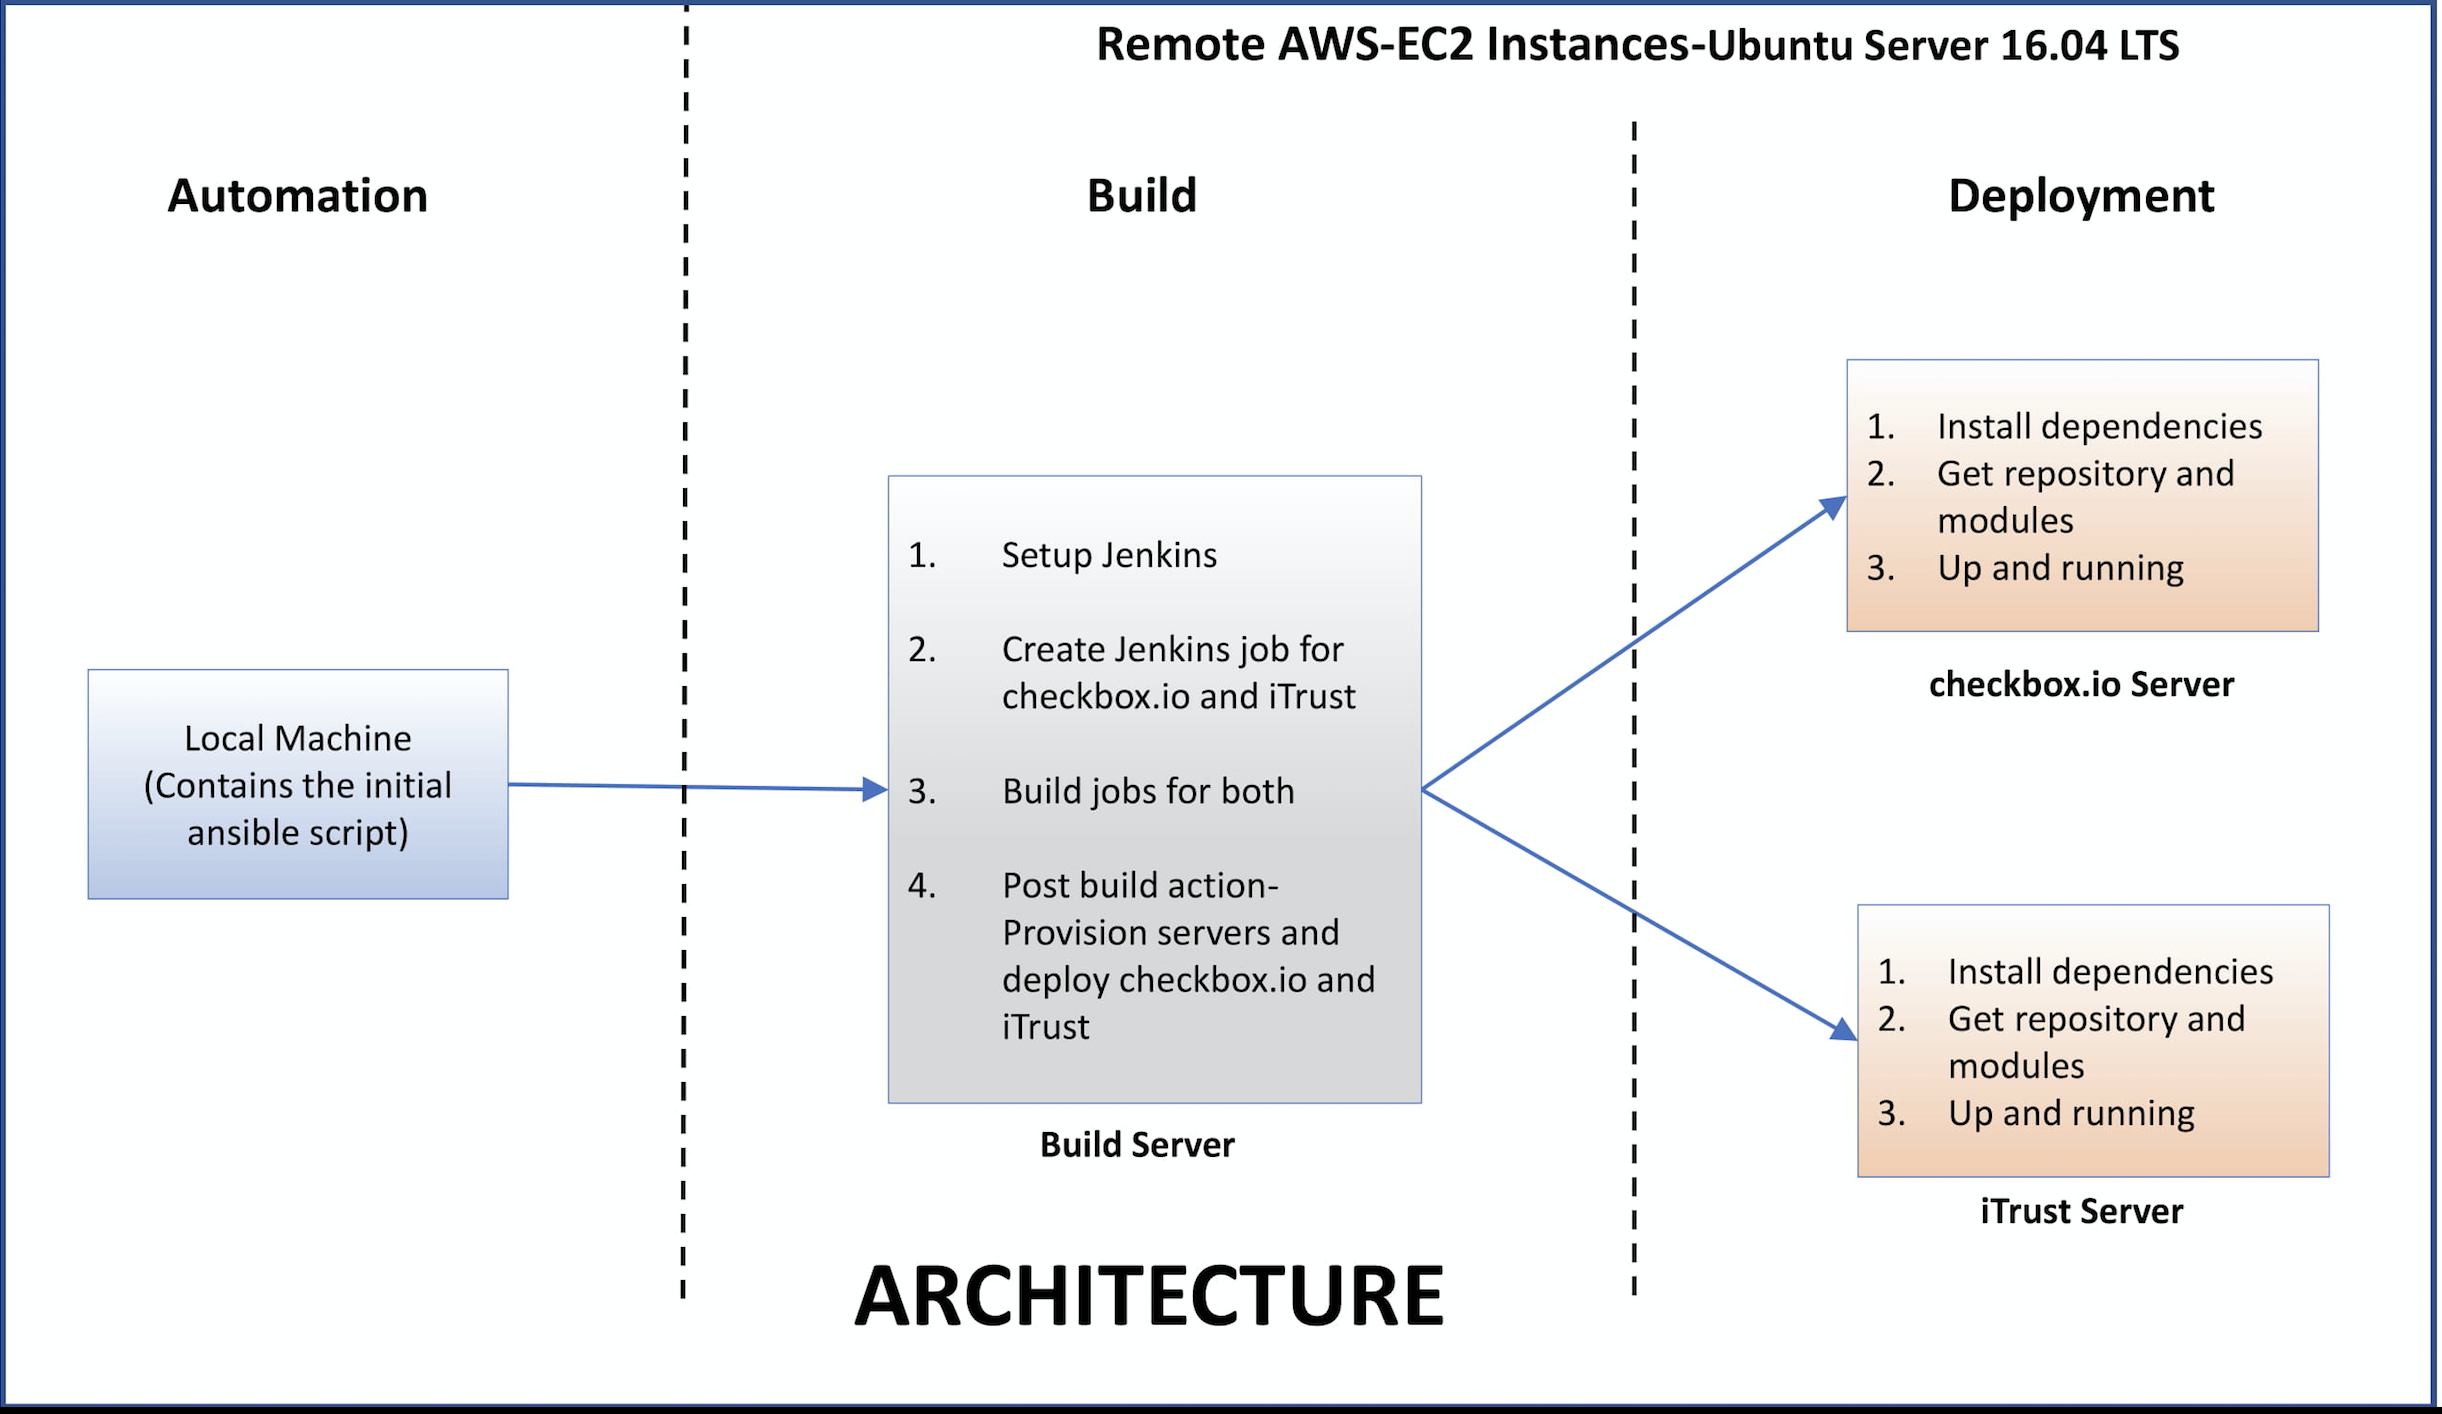 Remote AWS-EC2 Instances-Ubuntu Server 16.04 LTS
Automation
Build
Deployment
Local Machine
(Contains the initial
ansible script)
1. Setup Jenkins
2. Create Jenkins job for
checkbox.io and iTrust
3. Build jobs for both
4. Post build action-
Provision servers and
deploy checkbox.io and
iTrust
Build Server
1. Install dependencies
2. Get repository and
modules
3. Up and running
checkbox.io Server
1. Install dependencies
2. Get repository and
modules
3. Up and running
iTrust Server
ARCHITECTURE